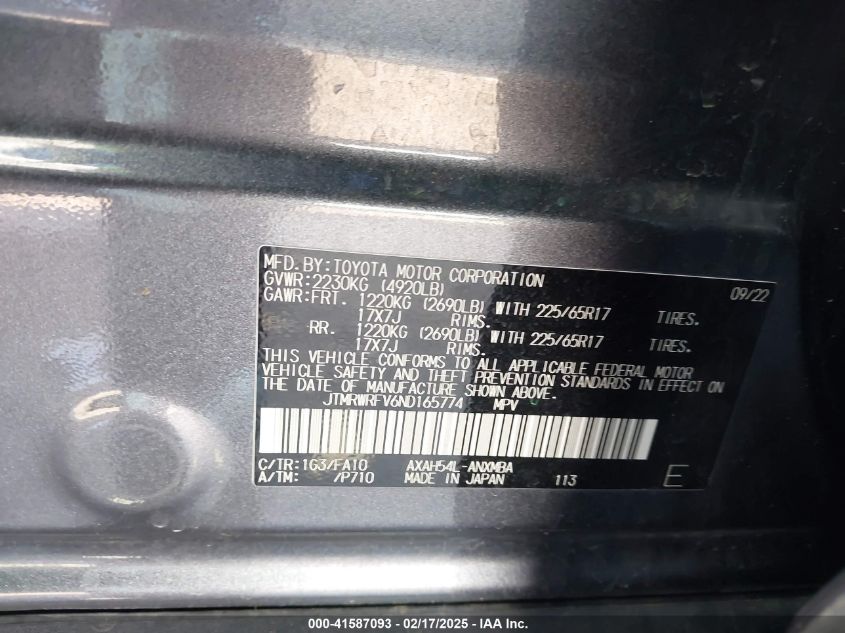 MFD. BY: TOYOTA MOTOR CORPORATION 09/22
GVWR: 2230KG (4920LB)
GAWR: FRT. 1220KG (2690LB) WITH 225/65R17 TIRES.
17X7J RIMS.
RR. 1220KG (2690LB) WITH 225/65R17 TIRES.
17X7J RIMS.
THIS VEHICLE CONFORMS TO ALL APPLICABLE FEDERAL MOTOR
VEHICLE SAFETY AND THEFT PREVENTION STANDARDS IN EFFECT ON
THE DATE OF MANUFACTURE SHOWN ABOVE.
JTMRWRFV6ND165774 MPV
C/TR: 1G3/FA10 AXAH54L-ANXMBA
A/TM: /P710 MADE IN JAPAN 113 E
000-41587093 - 02/17/2025 - © IAA, Inc.